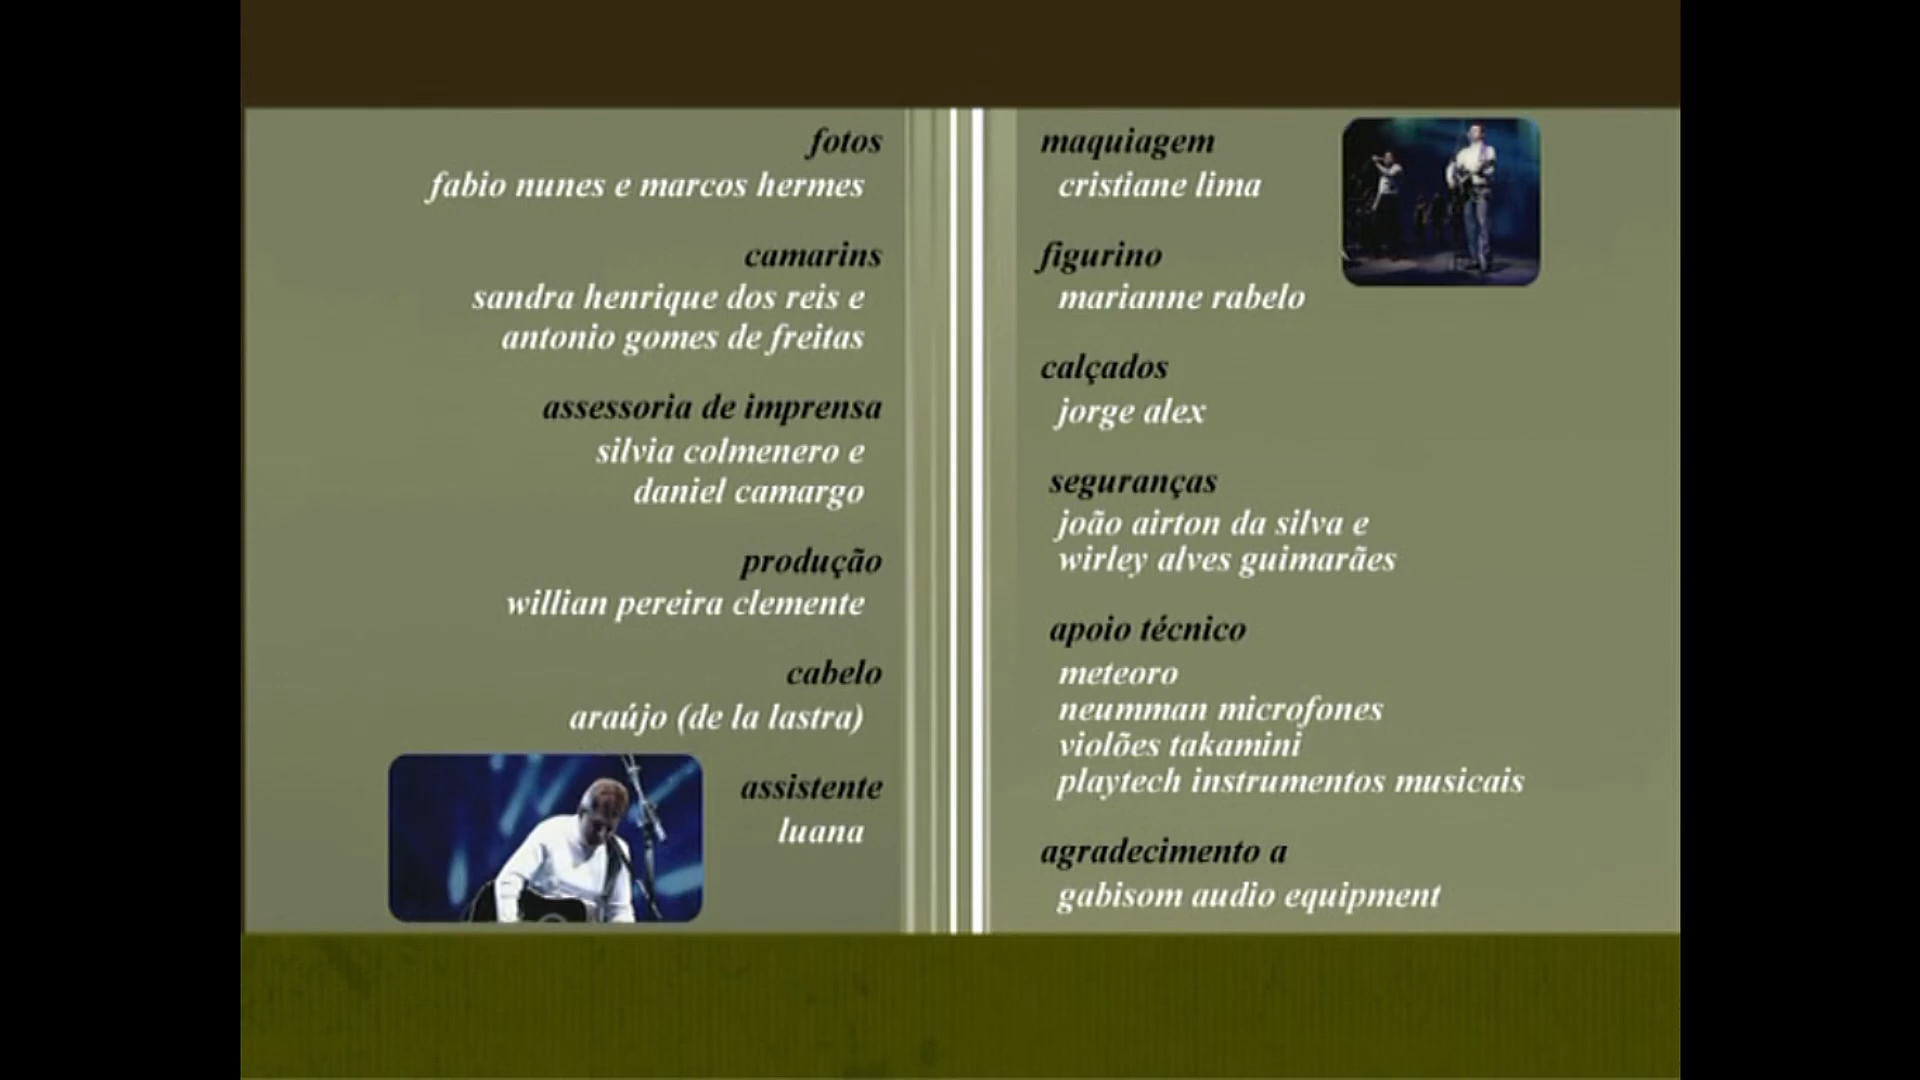 fotos
fabio nunes e marcos hermes
camarins
sandra henrique dos reis e
antonio gomes de freitas
assessoria de imprensa
silvia colmenero e
daniel camargo
produção
willian pereira clemente
cabelo
araújo (de la lastra)
assistente
luana
maquiagem
cristiane lima
figurino
marianne rabelo
calçados
jorge alex
seguranças
joão airton da silva e
wirley alves guimarães
apoio técnico
meteoro
neumman microfones
violões takamini
playtech instrumentos musicais
agradecimento a
gabisom audio equipment